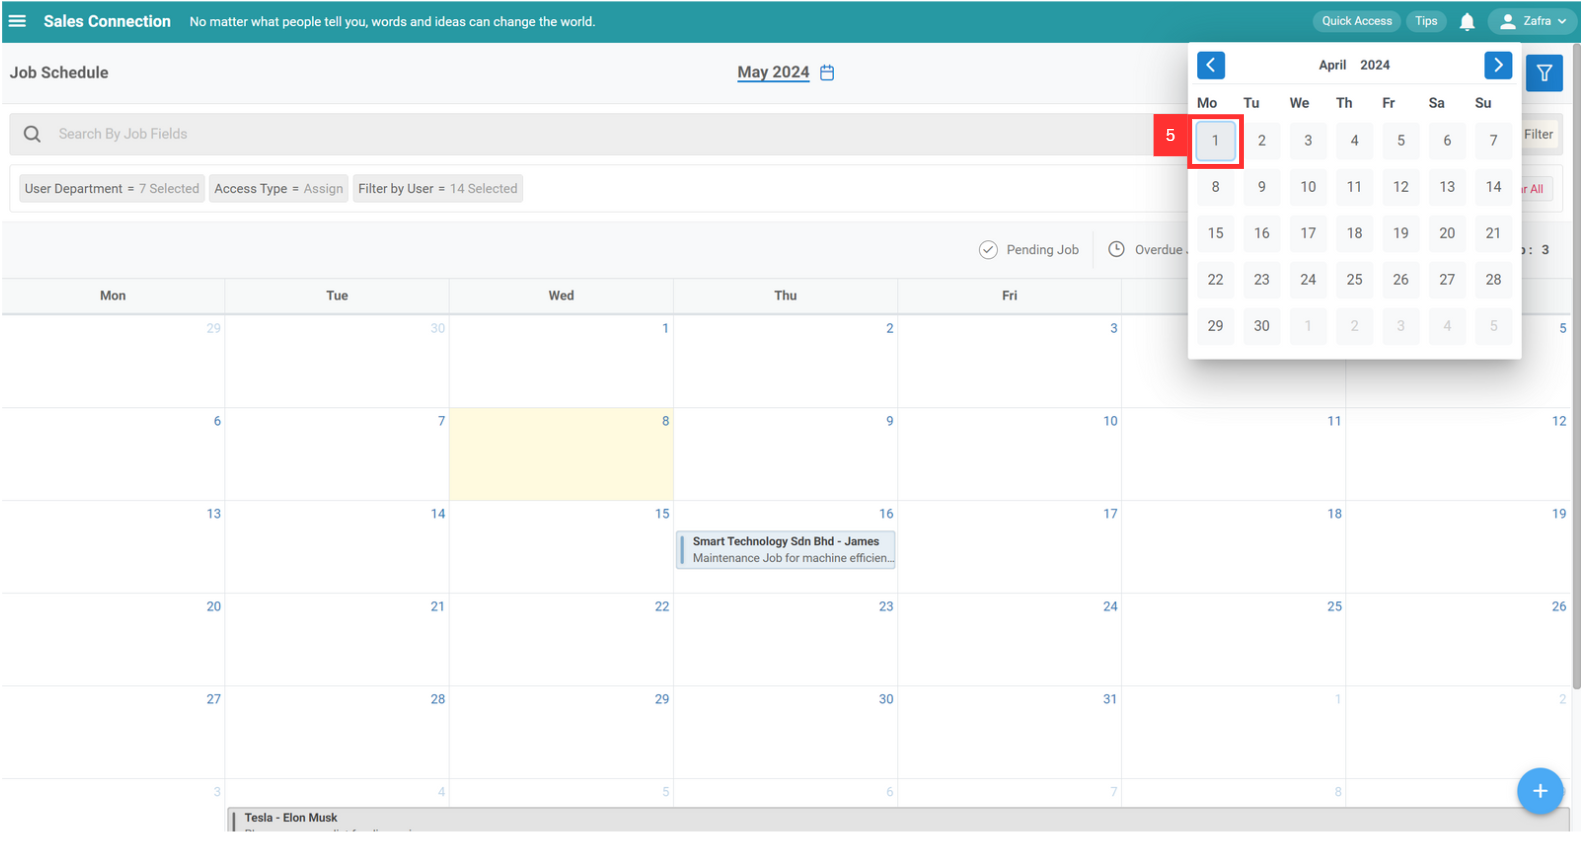 Sales Connection No matter what people tell you, words and ideas can change the world. Quick Access Tips Zafra
Job Schedule May 2024
April 2024
Mo Tu We Th Fr Sa Su
Search By Job Fields 5 1 2 3 4 5 6 7 Filter
User Department = 7 Selected Access Type = Assign Filter by User = 14 Selected 8 9 10 11 12 13 14 All
15 16 17 18 19 20 21
Pending Job Overdue : 3
22 23 24 25 26 27 28
Mon Tue Wed Thu Fri
29 30 1 2 3 4 5
29 30 1 2 3 5
6 7 8 9 10 11 12
13 14 15 16 17 18 19
Smart Technology Sdn Bhd - James
Maintenance Job for machine efficien...
20 21 22 23 24 25 26
27 28 29 30 31 1 2
3 4 5 6 7 8
Tesla - Elon Musk